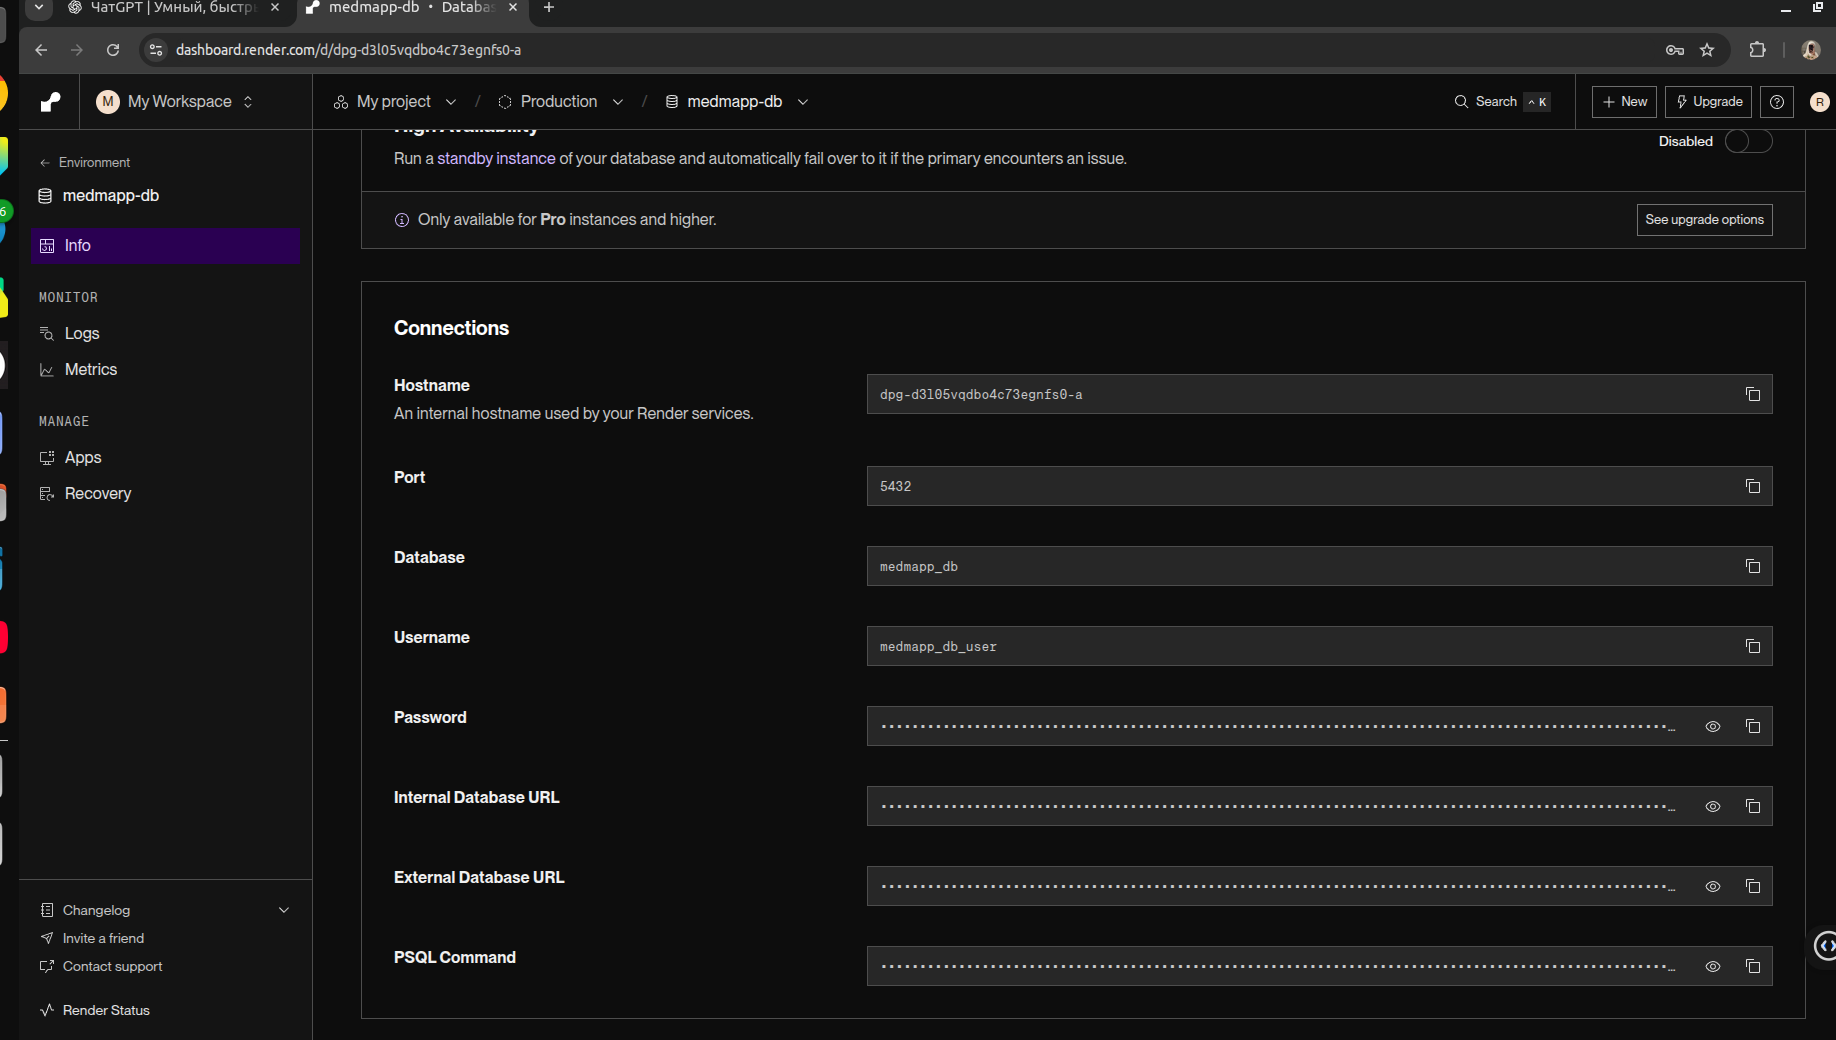 ЧатGPT | Умный, быстр
medmapp-db • Databas
dashboard.render.com/d/dpg-d3l05vqdbo4c73egnfs0-a
M My Workspace
My project / Production / medmapp-db
Search ^ K
+ New
Upgrade
R
6
Environment
medmapp-db
Info
MONITOR
Logs
Metrics
MANAGE
Apps
Recovery
Changelog
Invite a friend
Contact support
Render Status
High Availability
Run a standby instance of your database and automatically fail over to it if the primary encounters an issue.
Disabled
Only available for Pro instances and higher.
See upgrade options
Connections
Hostname
An internal hostname used by your Render services.
dpg-d3l05vqdbo4c73egnfs0-a
Port
5432
Database
medmapp_db
Username
medmapp_db_user
Password
Internal Database URL
External Database URL
PSQL Command